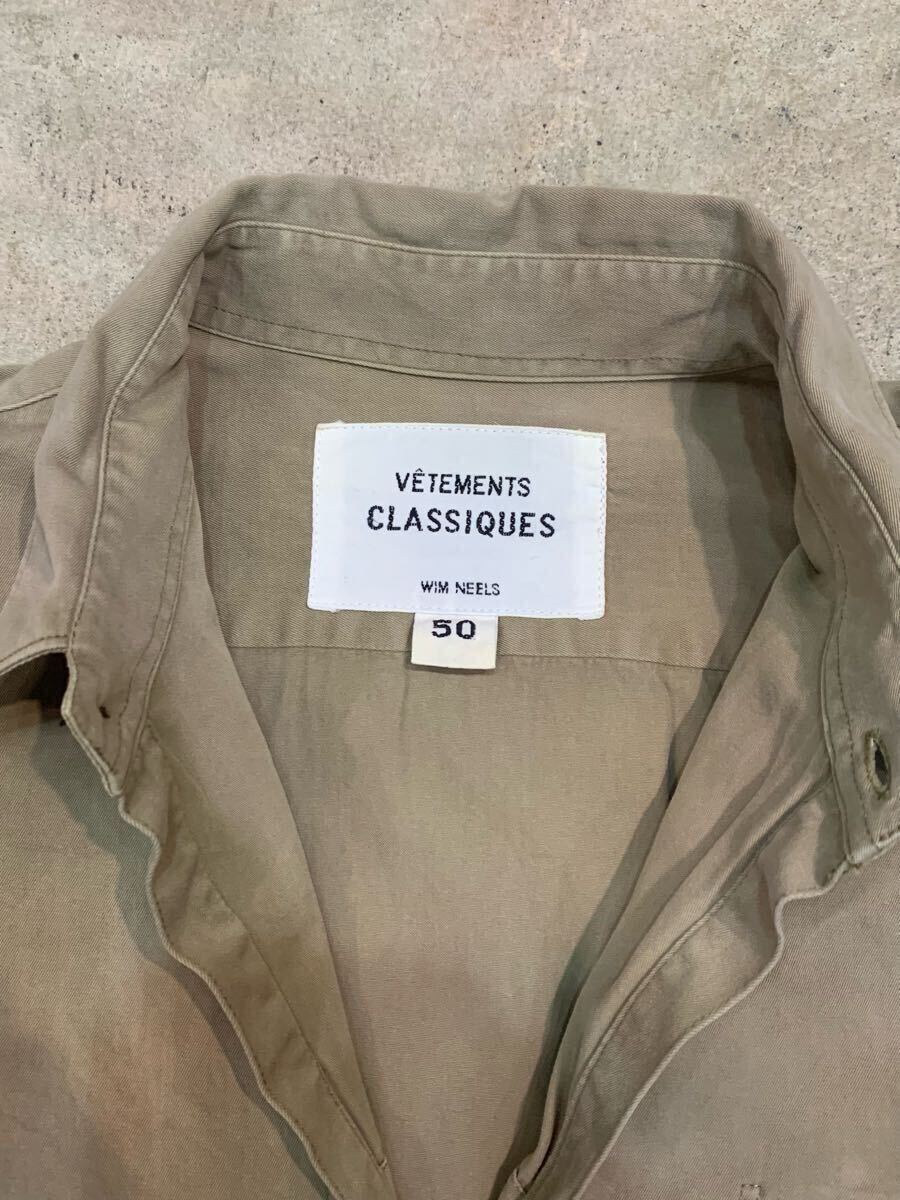 VÊTEMENTS
CLASSIQUES
WIM NEELS
50